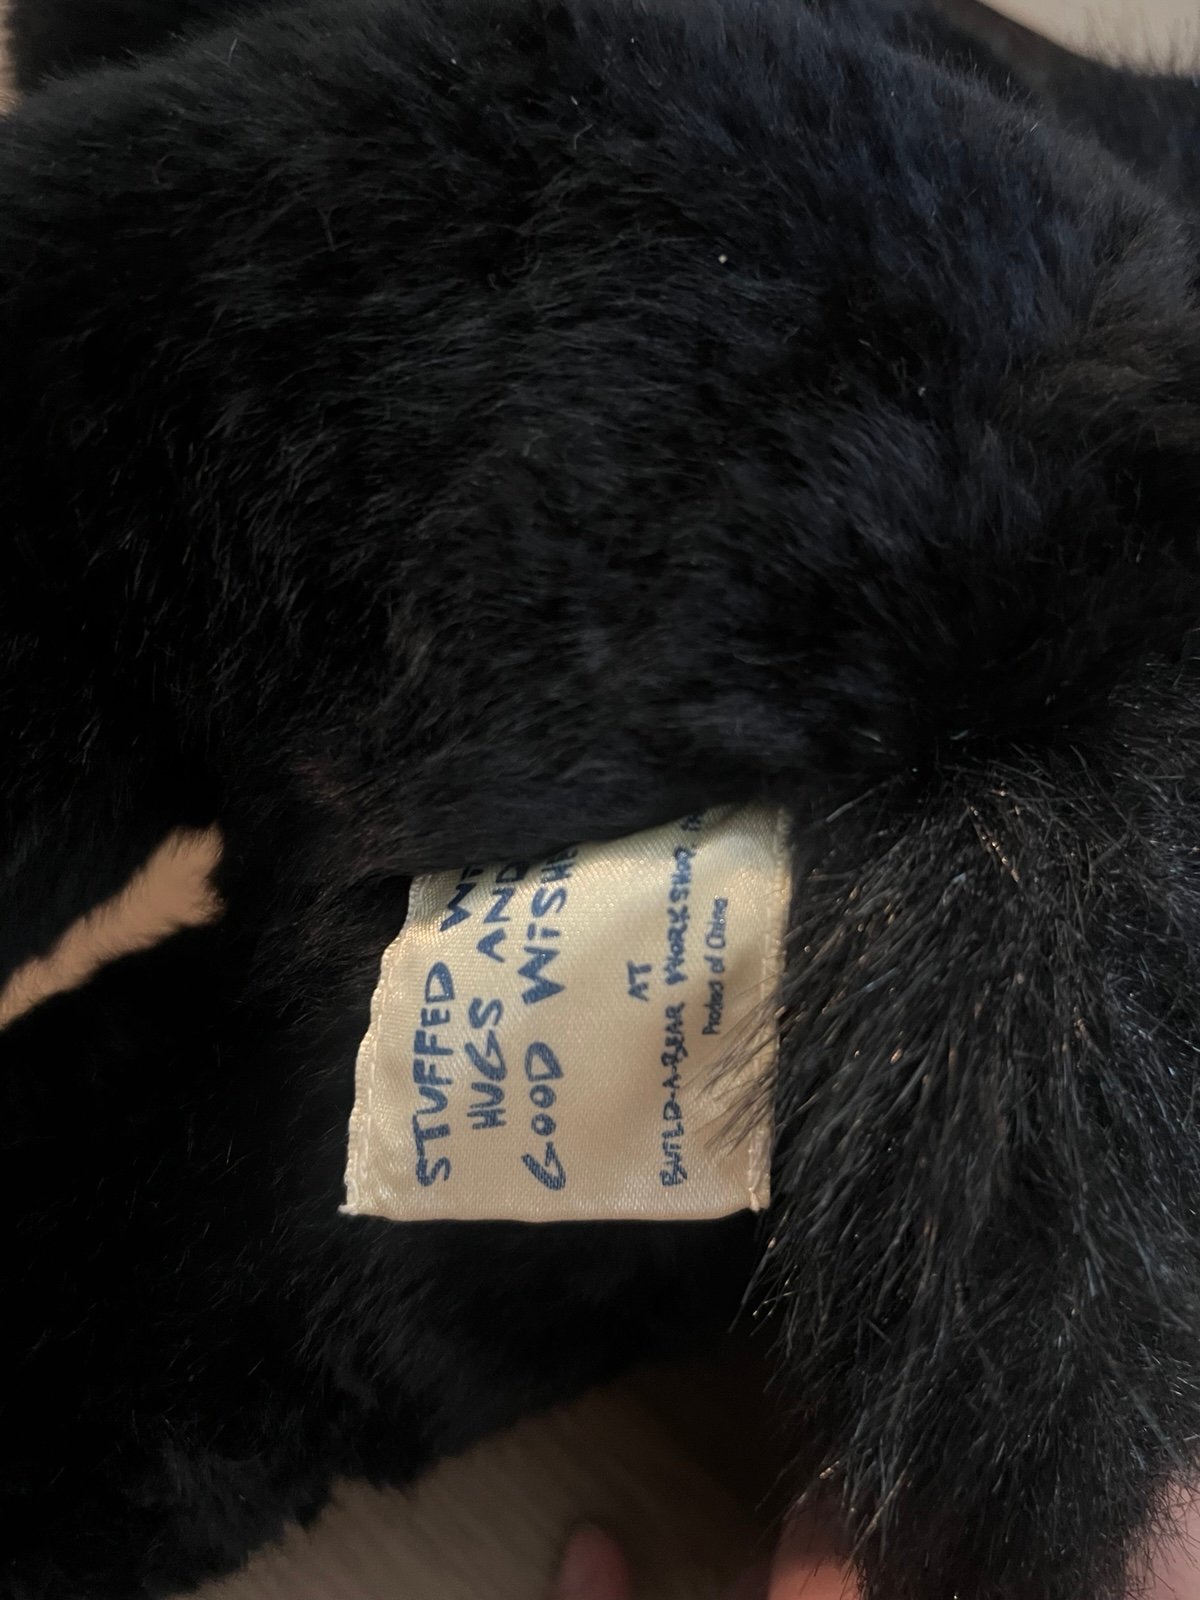 STUFFED
HUGS AND
GOOD WISH
AT
BUILD-A-BEAR WORKSHOP
Product of China